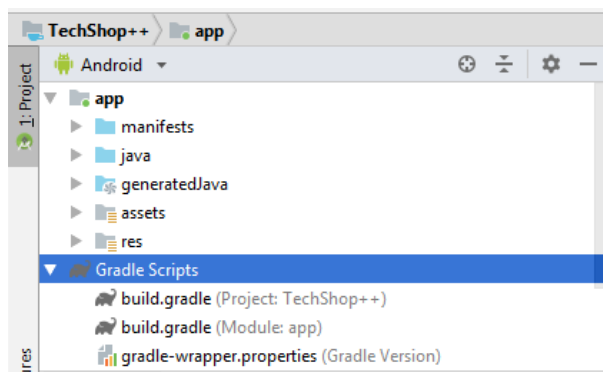 TechShop++ app
1: Project
Android
app
manifests
java
generatedJava
assets
res
Gradle Scripts
build.gradle (Project: TechShop++)
build.gradle (Module: app)
gradle-wrapper.properties (Gradle Version)